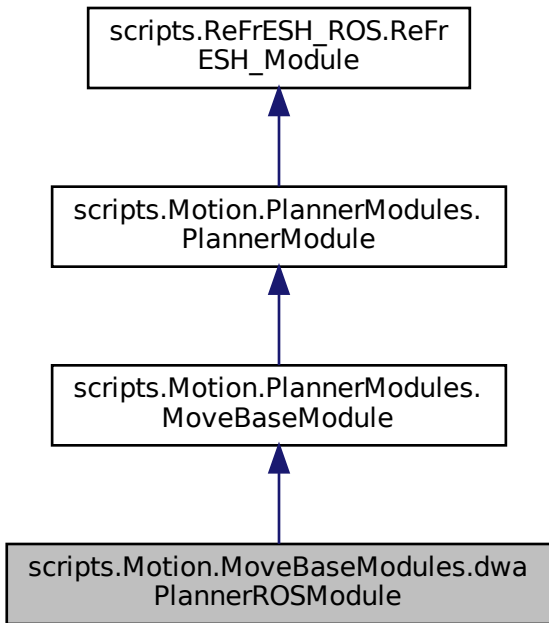 scripts.ReFrESH_ROS.ReFr
ESH_Module
scripts.Motion.PlannerModules.
PlannerModule
scripts.Motion.PlannerModules.
MoveBaseModule
scripts.Motion.MoveBaseModules.dwa
PlannerROSModule